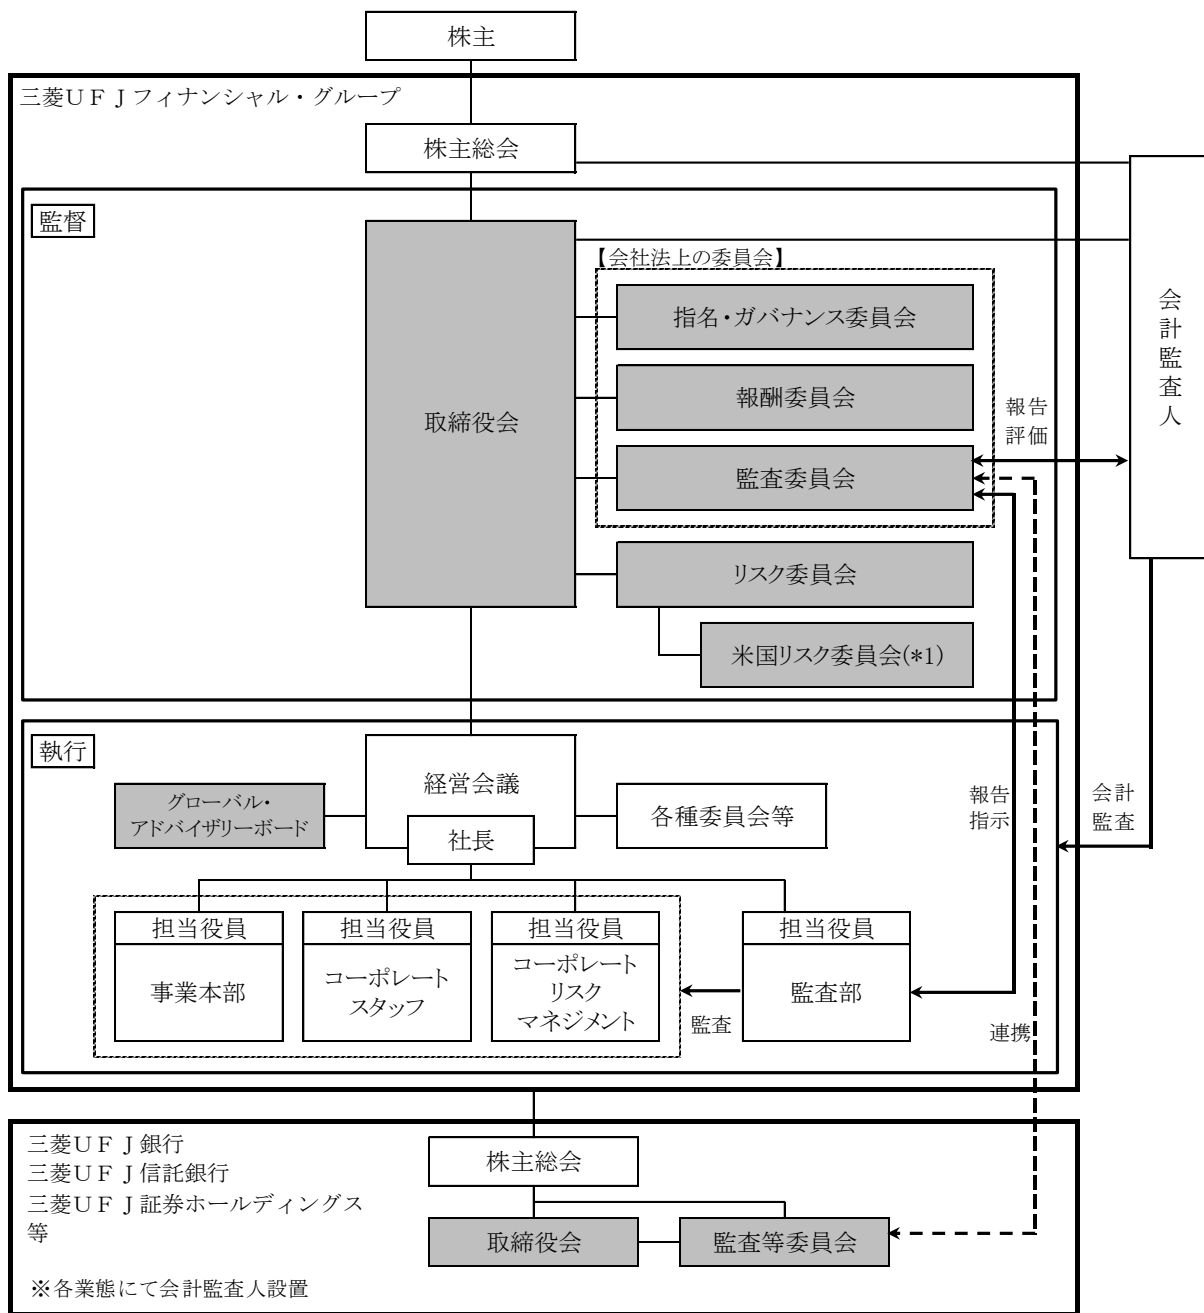 株主
三菱ＵＦＪフィナンシャル・グループ
株主総会
監督
取締役会
【会社法上の委員会】
指名・ガバナンス委員会
報酬委員会
監査委員会
リスク委員会
米国リスク委員会(*1)
報告
評価
会計監査人
執行
経営会議
社長
グローバル・
アドバイザリーボード
各種委員会等
報告
指示
会計
監査
担当役員
事業本部
担当役員
コーポレート
スタッフ
担当役員
コーポレート
リスク
マネジメント
監査
担当役員
監査部
連携
三菱ＵＦＪ銀行
三菱ＵＦＪ信託銀行
三菱ＵＦＪ証券ホールディングス
等
株主総会
取締役会
監査等委員会
※各業態にて会計監査人設置